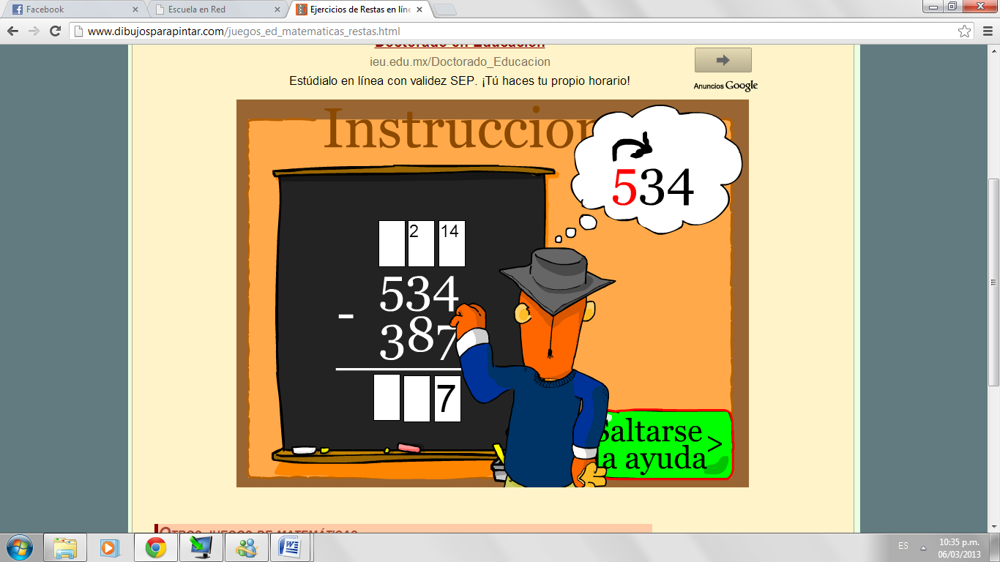 Facebook
Escuela en Red
Ejercicios de Restas en líne
www.dibujosparapintar.com/juegos_ed_matematicas_restas.html
Doctorado en Educación
ieu.edu.mx/Doctorado_Educacion
Estúdialo en línea con validez SEP. ¡Tú haces tu propio horario!
Anuncios Google
Instruccion
534
2 14
534
- 387
7
Saltarse
la ayuda >
OTROS JUEGOS DE MATEMÁTICAS
ES
10:35 p.m.
06/03/2013